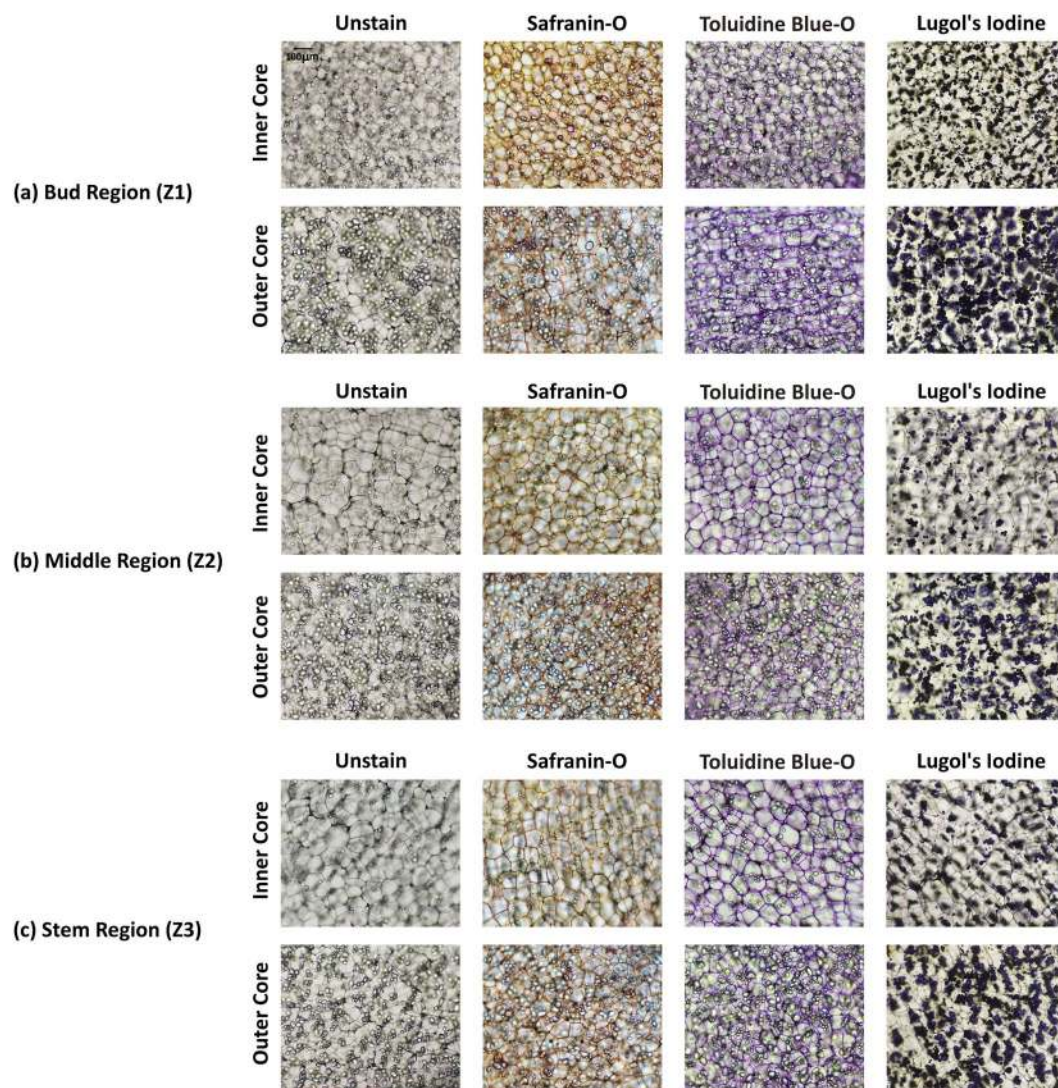 Unstain Safranin-O Toluidine Blue-O Lugol's Iodine
100μm
Inner Core
(a) Bud Region (Z1)
Outer Core
Unstain Safranin-O Toluidine Blue-O Lugol's Iodine
Inner Core
(b) Middle Region (Z2)
Outer Core
Unstain Safranin-O Toluidine Blue-O Lugol's Iodine
Inner Core
(c) Stem Region (Z3)
Outer Core